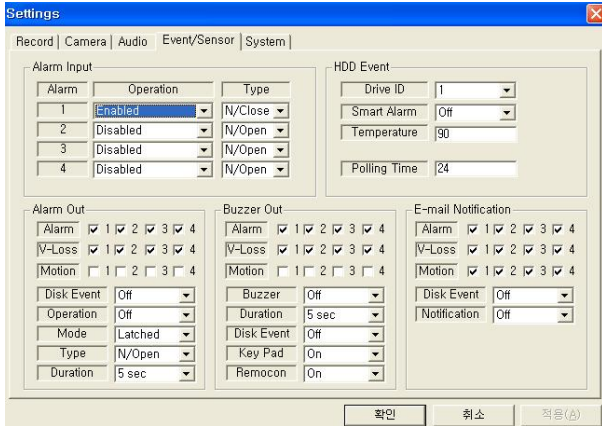 Settings
Record Camera Audio Event/Sensor System
Alarm Input
Alarm Operation Type
1 Enabled N/Close
2 Disabled N/Open
3 Disabled N/Open
4 Disabled N/Open
HDD Event
Drive ID 1
Smart Alarm Off
Temperature 90
Polling Time 24
Alarm Out
Alarm 1 2 3 4
V-Loss 1 2 3 4
Motion 1 2 3 4
Disk Event Off
Operation Off
Mode Latched
Type N/Open
Duration 5 sec
Buzzer Out
Alarm 1 2 3 4
V-Loss 1 2 3 4
Motion 1 2 3 4
Buzzer Off
Duration 5 sec
Disk Event Off
Key Pad On
Remocon On
E-mail Notification
Alarm 1 2 3 4
V-Loss 1 2 3 4
Motion 1 2 3 4
Disk Event Off
Notification Off
확인 취소 적용(A)